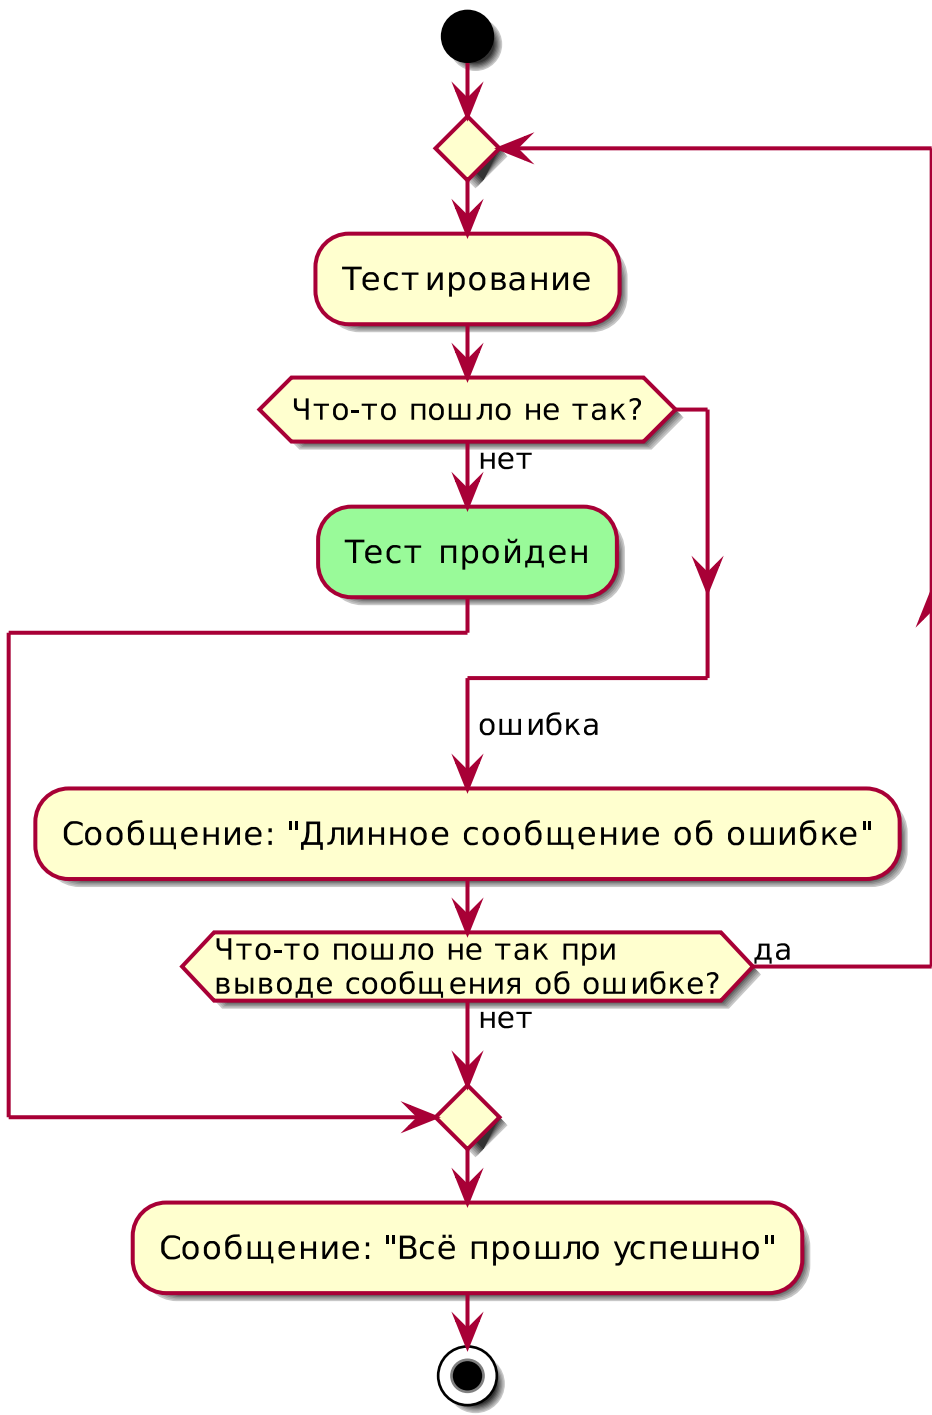 Тестирование
Что-то пошло не так?
нет
Тест пройден
ошибка
Сообщение: "Длинное сообщение об ошибке"
Что-то пошло не так при
выводе сообщения об ошибке?
да
нет
Сообщение: "Всё прошло успешно"